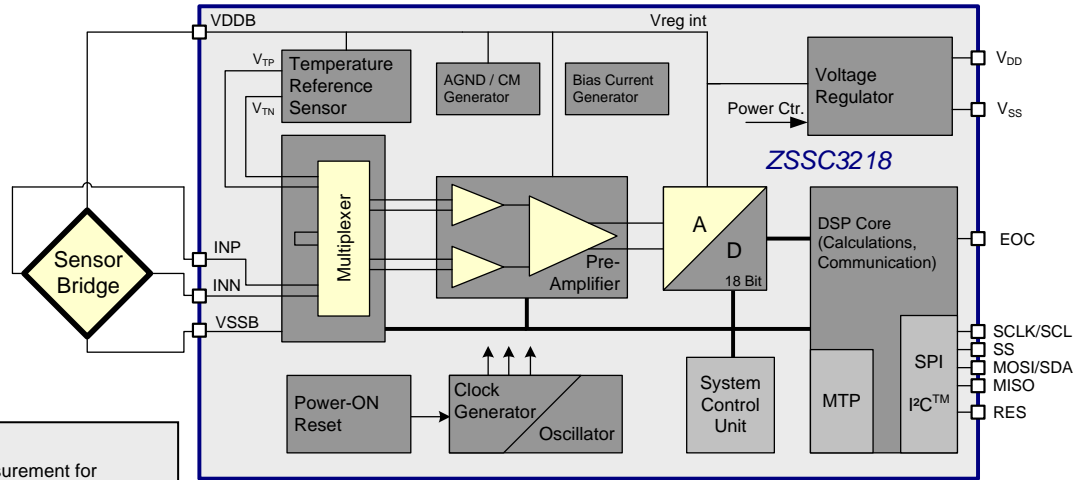 VDDB
Vreg int
VTP
Temperature
Reference
Sensor
VTN
AGND / CM
Generator
Bias Current
Generator
Voltage
Regulator
Power Ctr.
VDD
VSS
ZSSC3218
Multiplexer
Pre-
Amplifier
A
D
18 Bit
DSP Core
(Calculations,
Communication)
EOC
Sensor
Bridge
INP
INN
VSSB
Power-ON
Reset
Clock
Generator
Oscillator
System
Control
Unit
MTP
SPI
I²C™
SCLK/SCL
SS
MOSI/SDA
MISO
RES
surement for